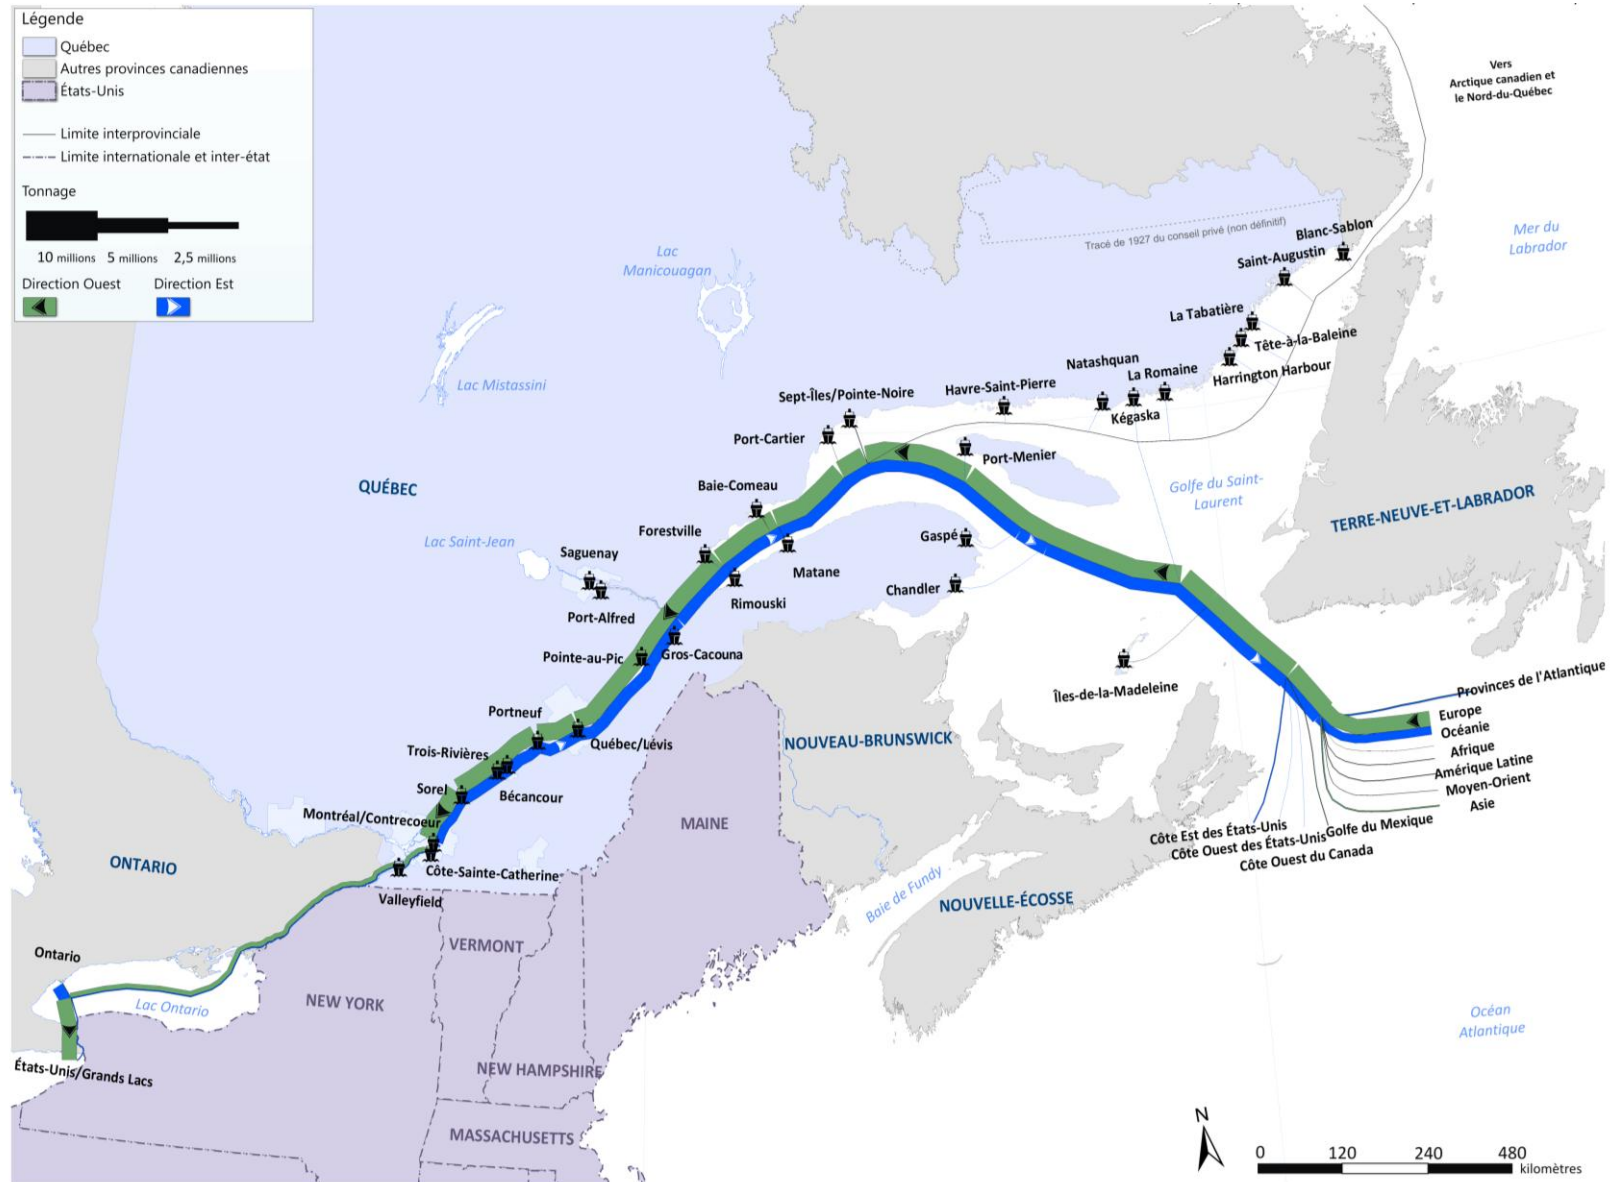 Légende
Québec
Autres provinces canadiennes
États-Unis
Limite interprovinciale
Limite internationale et inter-état
Tonnage
10 millions 5 millions 2,5 millions
Direction Ouest Direction Est
Vers
Arctique canadien et
le Nord-du-Québec
Mer du
Labrador
Tracé de 1927 du conseil privé (non définitif)
Blanc-Sablon
Saint-Augustin
La Tabatière
Tête-à-la-Baleine
Harrington Harbour
Natashquan
La Romaine
Kégaska
Havre-Saint-Pierre
Sept-Îles/Pointe-Noire
Port-Cartier
Port-Menier
Lac
Manicouagan
Lac Mistassini
Baie-Comeau
QUÉBEC
Golfe du Saint-
Laurent
TERRE-NEUVE-ET-LABRADOR
Forestville
Lac Saint-Jean
Saguenay
Gaspé
Matane
Chandler
Rimouski
Port-Alfred
Pointe-au-Pic
Gros-Cacouna
Îles-de-la-Madeleine
Provinces de l'Atlantique
Europe
Océanie
Afrique
Amérique Latine
Moyen-Orient
Asie
Portneuf
Québec/Lévis
NOUVEAU-BRUNSWICK
Trois-Rivières
Sorel
Bécancour
Montréal/Contrecoeur
MAINE
Côte Est des États-Unis
Golfe du Mexique
Côte Ouest des États-Unis
Côte Ouest du Canada
ONTARIO
Côte-Sainte-Catherine
Valleyfield
Baie de Fundy
NOUVELLE-ÉCOSSE
VERMONT
Ontario
Lac Ontario
NEW YORK
Océan
Atlantique
États-Unis/Grands Lacs
NEW HAMPSHIRE
MASSACHUSETTS
N
0 120 240 480
kilomètres